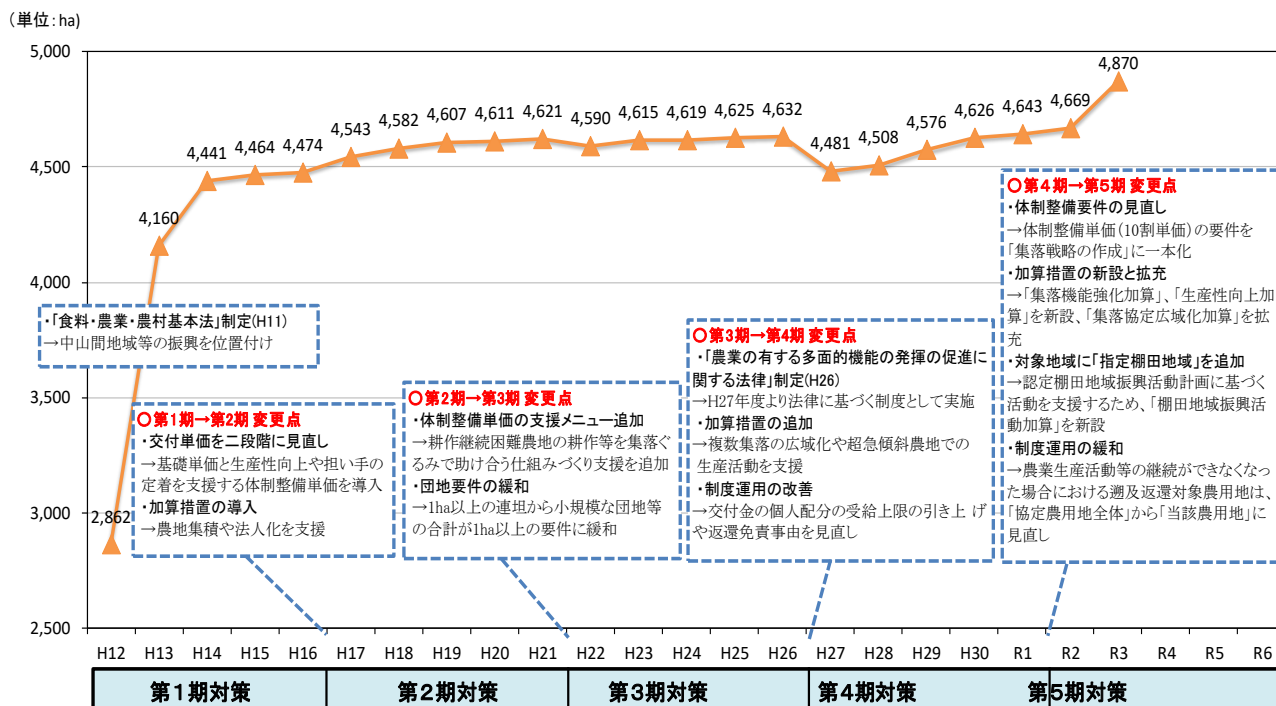 （単位：ha)
5,000
4,500
4,000
3,500
3,000
2,500
2,862
4,160
4,441
4,464
4,474
4,543
4,582
4,607
4,611
4,621
4,590
4,615
4,619
4,625
4,632
4,481
4,508
4,576
4,626
4,643
4,669
4,870
・「食料・農業・農村基本法」制定(H11)
→中山間地域等の振興を位置付け
○第１期→第２期 変更点
・交付単価を二段階に見直し
→基礎単価と生産性向上や担い手の
定着を支援する体制整備単価を導入
・加算措置の導入
→農地集積や法人化を支援
○第２期→第３期 変更点
・体制整備単価の支援メニュー追加
→耕作継続困難農地の耕作等を集落ぐ
るみで助け合う仕組みづくり支援を追加
・団地要件の緩和
→1ha以上の連坦から小規模な団地等
の合計が1ha以上の要件に緩和
○第３期→第４期 変更点
・「農業の有する多面的機能の発揮の促進に
関する法律」制定(H26)
→H27年度より法律に基づく制度として実施
・加算措置の追加
→複数集落の広域化や超急傾斜農地での
生産活動を支援
・制度運用の改善
→交付金の個人配分の受給上限の引き上 げ
や返還免責事由を見直し
○第４期→第５期 変更点
・体制整備要件の見直し
→体制整備単価（10割単価）の要件を
「集落戦略の作成」に一本化
・加算措置の新設と拡充
→「集落機能強化加算」、「生産性向上加
算」を新設、「集落協定広域化加算」を拡
充
・対象地域に「指定棚田地域」を追加
→認定棚田地域振興活動計画に基づく
活動を支援するため、「棚田地域振興活
動加算」を新設
・制度運用の緩和
→農業生産活動等の継続ができなくなっ
た場合における遡及返還対象農用地は、
「協定農用地全体」から「当該農用地」に
見直し
H12 H13 H14 H15 H16 H17 H18 H19 H20 H21 H22 H23 H24 H25 H26 H27 H28 H29 H30 R1 R2 R3 R4 R5 R6
第１期対策 第２期対策 第３期対策 第４期対策 第５期対策